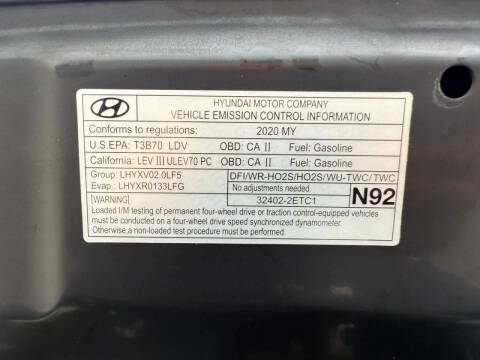 HYUNDAI MOTOR COMPANY
VEHICLE EMISSION CONTROL INFORMATION
Conforms to regulations: 2020 MY
U.S.EPA: T3B70 LDV OBD: CA II Fuel: Gasoline
California: LEV III ULEV70 PC OBD: CA II Fuel: Gasoline
Group: LHYXV02.0LF5 DFI/WR-HO2S/HO2S/WU-TWC/TWC
Evap.: LHYXR0133LFG No adjustments needed.
[WARNING] 32402-2ETC1 N92
Loaded I/M testing of permanent four-wheel drive or traction control-equipped vehicles
must be conducted on a four-wheel drive speed synchronized dynamometer.
Otherwise,a non-loaded test procedure must be performed.